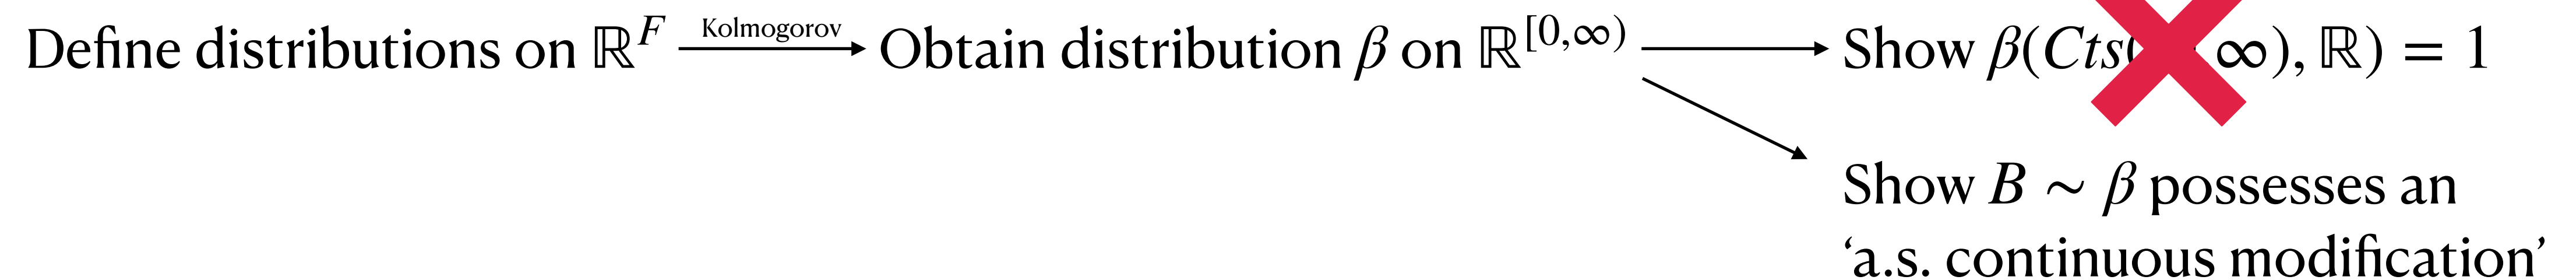 Define distributions on ℝ^F
Kolmogorov
Obtain distribution β on ℝ^[0,∞)
Show β(Cts( ∞), ℝ) = 1
Show B ∼ β possesses an
‘a.s. continuous modification’